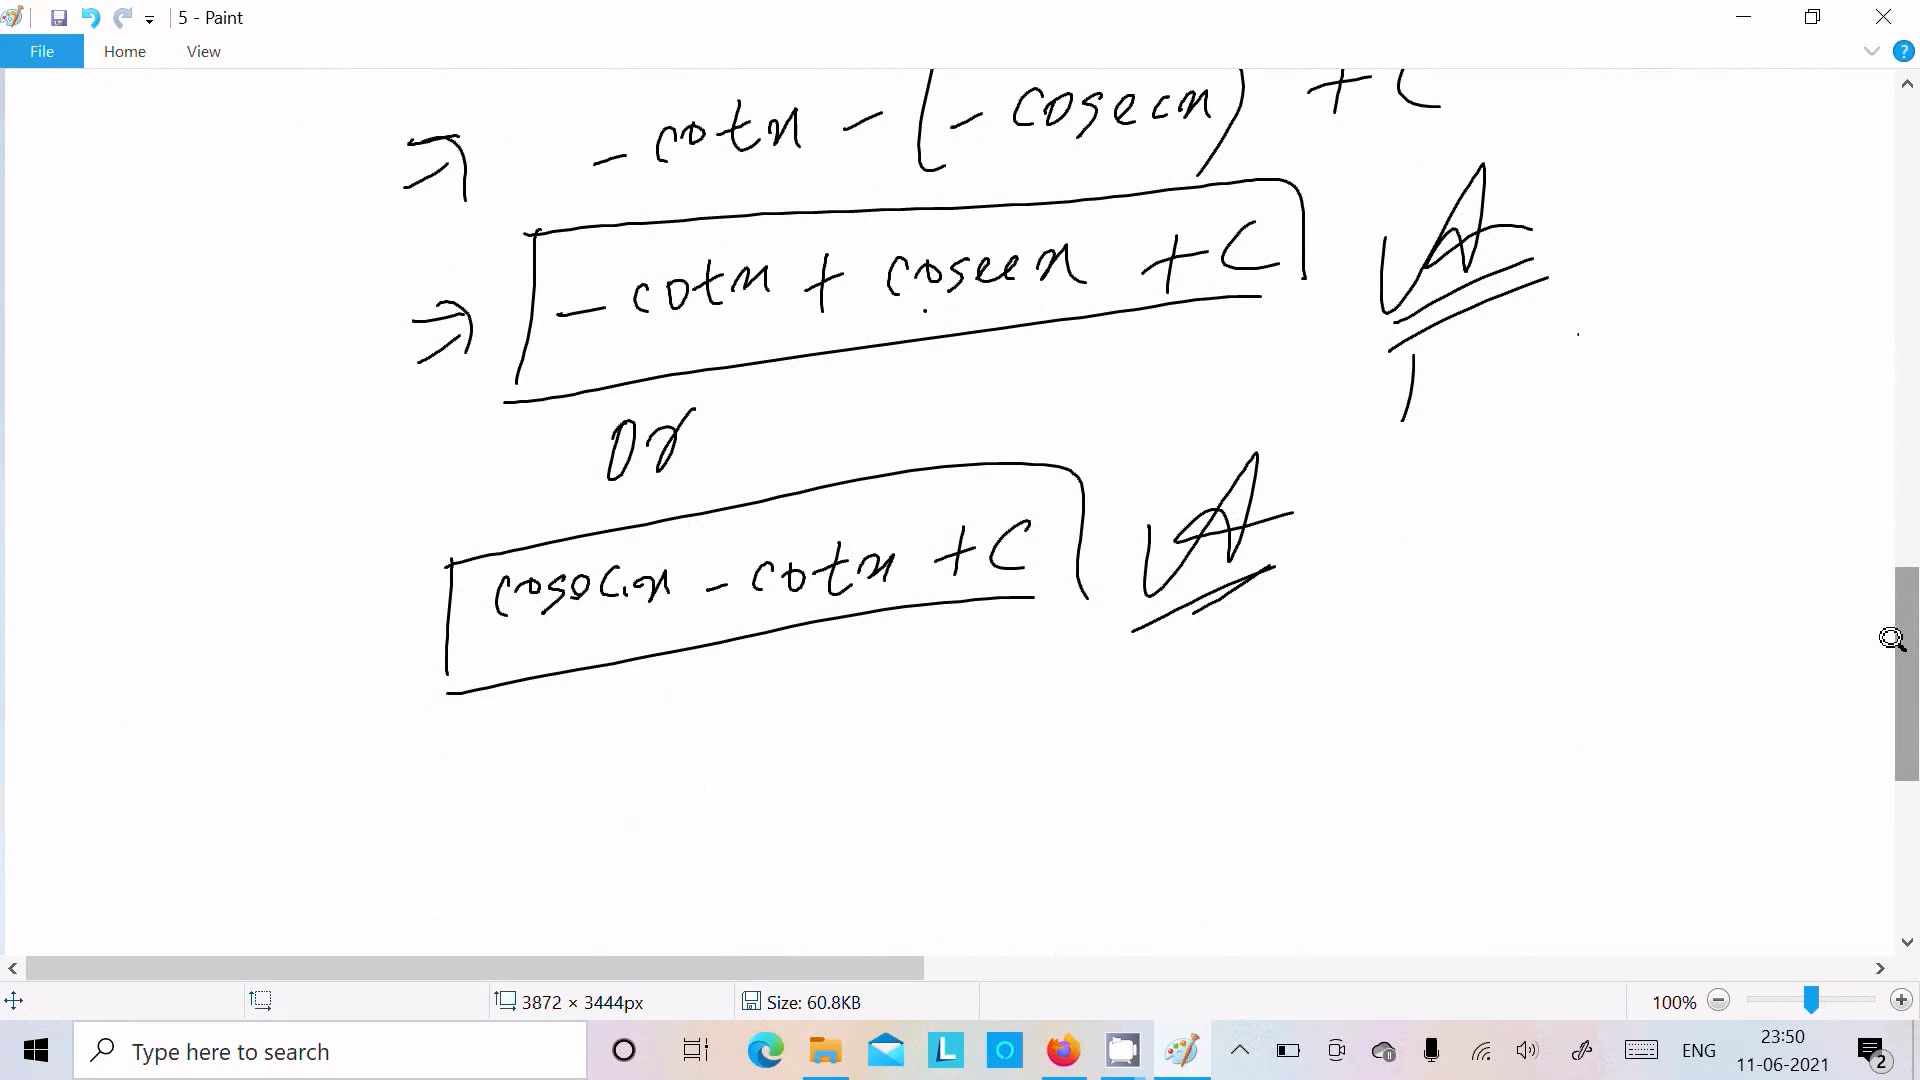 5 - Paint
File Home View
⇒ - cotx - (- cosecx) + C
⇒ - cotx + cosecx + C
or
cosecx - cotx + C
3872 × 3444px Size: 60.8KB 100%
Type here to search
ENG
23:50
11-06-2021
2